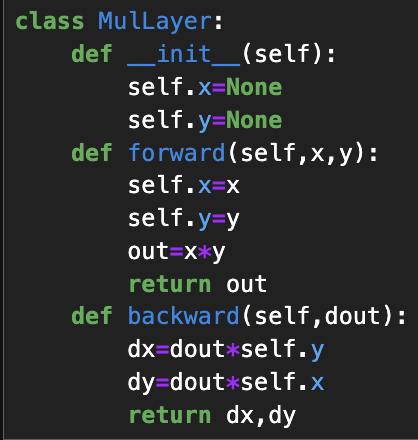 class MulLayer:
    def __init__(self):
        self.x=None
        self.y=None
    def forward(self,x,y):
        self.x=x
        self.y=y
        out=x*y
        return out
    def backward(self,dout):
        dx=dout*self.y
        dy=dout*self.x
        return dx,dy